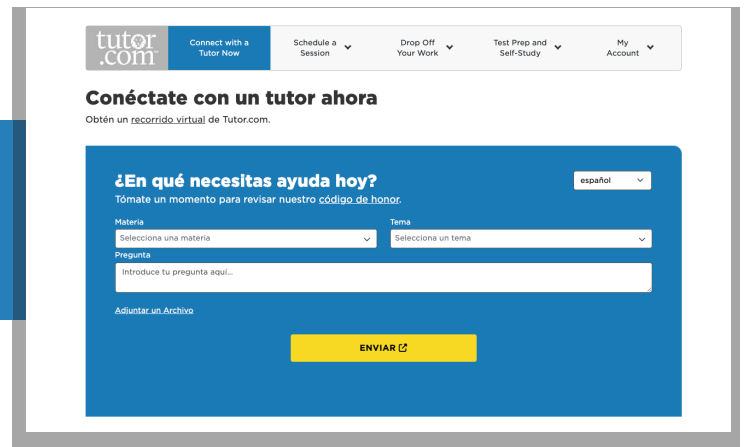 tutor
.com
Connect with a
Tutor Now
Schedule a
Session
Drop Off
Your Work
Test Prep and
Self-Study
My
Account
Conéctate con un tutor ahora
Obtén un recorrido virtual de Tutor.com.
¿En qué necesitas ayuda hoy?
español
Tómate un momento para revisar nuestro código de honor.
Materia
Tema
Selecciona una materia
Selecciona un tema
Pregunta
Introduce tu pregunta aquí...
Adjuntar un Archivo
ENVIAR